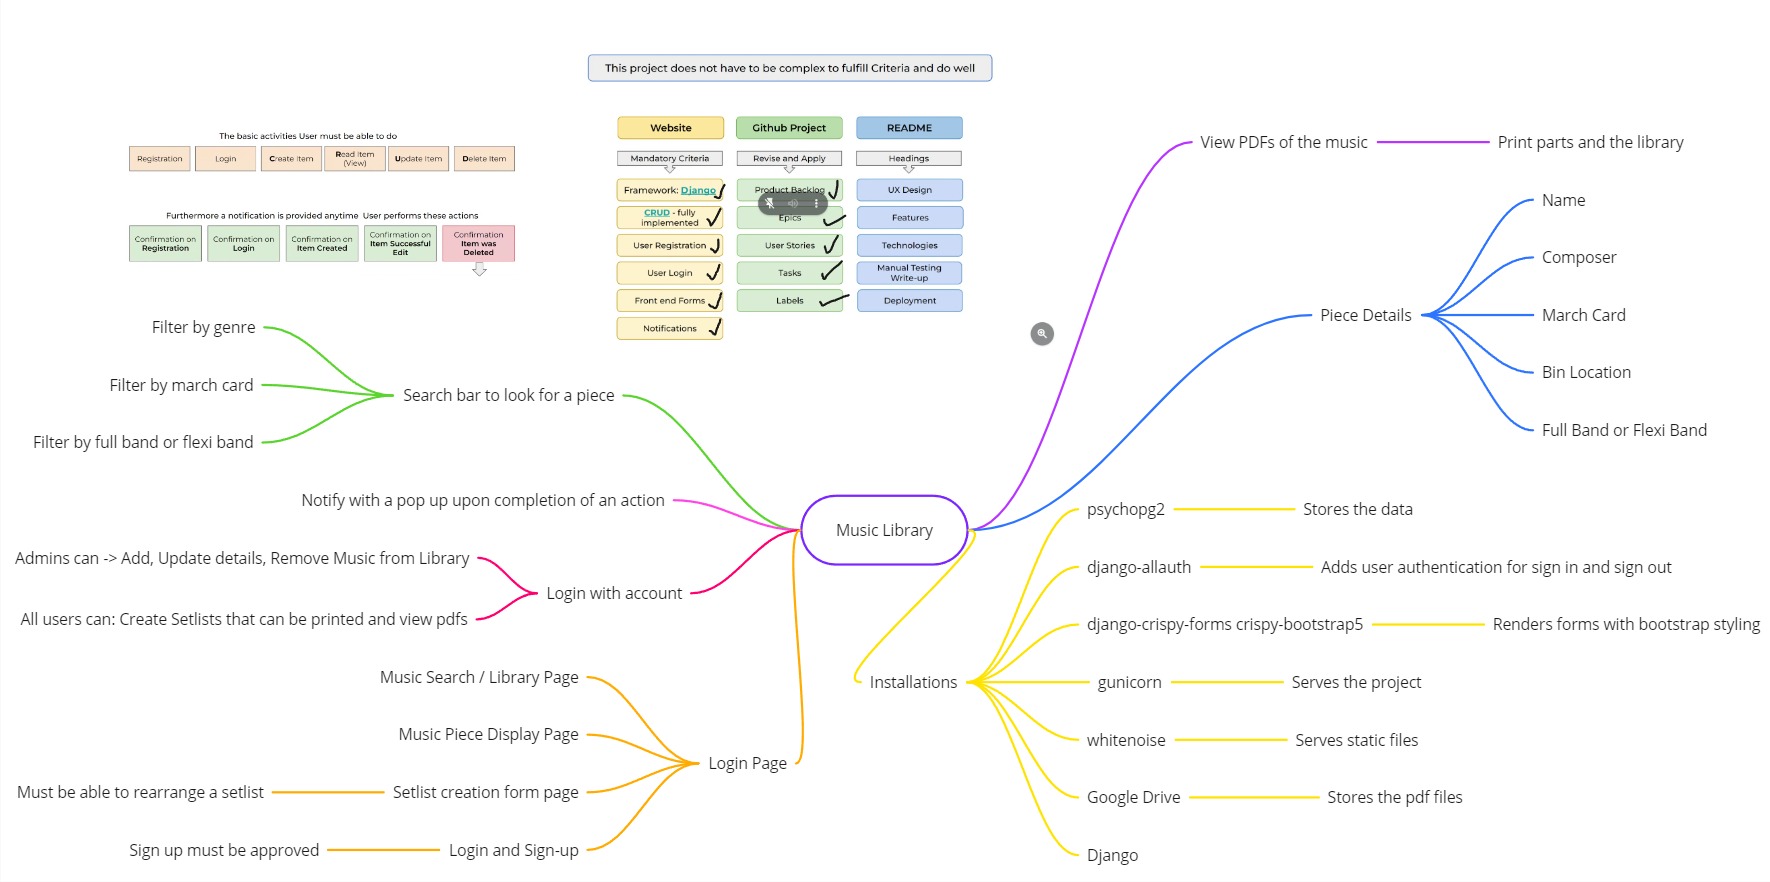 This project does not have to be complex to fulfill Criteria and do well
The basic activities User must be able to do
Registration
Login
Create Item
Read Item
(View)
Update Item
Delete Item
Furthermore a notification is provided anytime User performs these actions
Confirmation on
Registration
Confirmation on
Login
Confirmation on
Item Created
Confirmation on
Item Successful
Edit
Confirmation
Item was
Deleted
Website
Mandatory Criteria
Framework: Django
CRUD - fully
implemented
User Registration
User Login
Front end Forms
Notifications
Github Project
Revise and Apply
Product Backlog
Epics
User Stories
Tasks
Labels
README
Headings
UX Design
Features
Technologies
Manual Testing
Write-up
Deployment
Music Library
Search bar to look for a piece
Filter by genre
Filter by march card
Filter by full band or flexi band
Notify with a pop up upon completion of an action
Login with account
Admins can -> Add, Update details, Remove Music from Library
All users can: Create Setlists that can be printed and view pdfs
Login Page
Music Search / Library Page
Music Piece Display Page
Setlist creation form page
Must be able to rearrange a setlist
Login and Sign-up
Sign up must be approved
View PDFs of the music
Print parts and the library
Piece Details
Name
Composer
March Card
Bin Location
Full Band or Flexi Band
Installations
psychopg2
Stores the data
django-allauth
Adds user authentication for sign in and sign out
django-crispy-forms crispy-bootstrap5
Renders forms with bootstrap styling
gunicorn
Serves the project
whitenoise
Serves static files
Google Drive
Stores the pdf files
Django